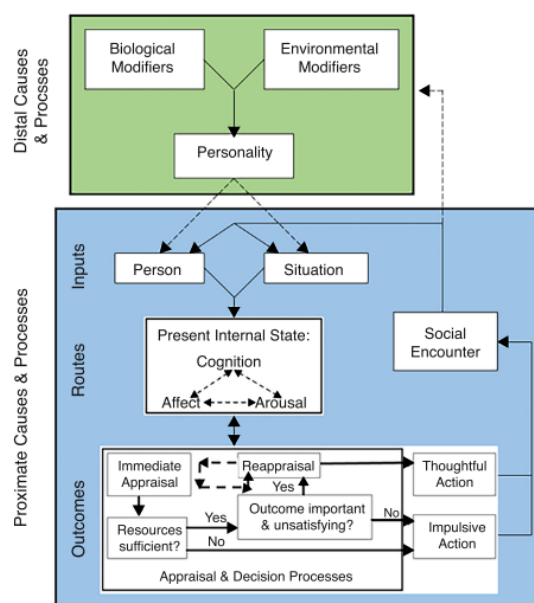 Distal Causes
& Procsses
Biological
Modifiers
Environmental
Modifiers
Personality
Proximate Causes & Processes
Inputs
Person
Situation
Routes
Present Internal State:
Cognition
Affect
Arousal
Social
Encounter
Outcomes
Immediate
Appraisal
Reappraisal
Thoughtful
Action
Yes
Resources
sufficient?
Yes
Outcome important
& unsatisfying?
No
Impulsive
Action
No
Appraisal & Decision Processes